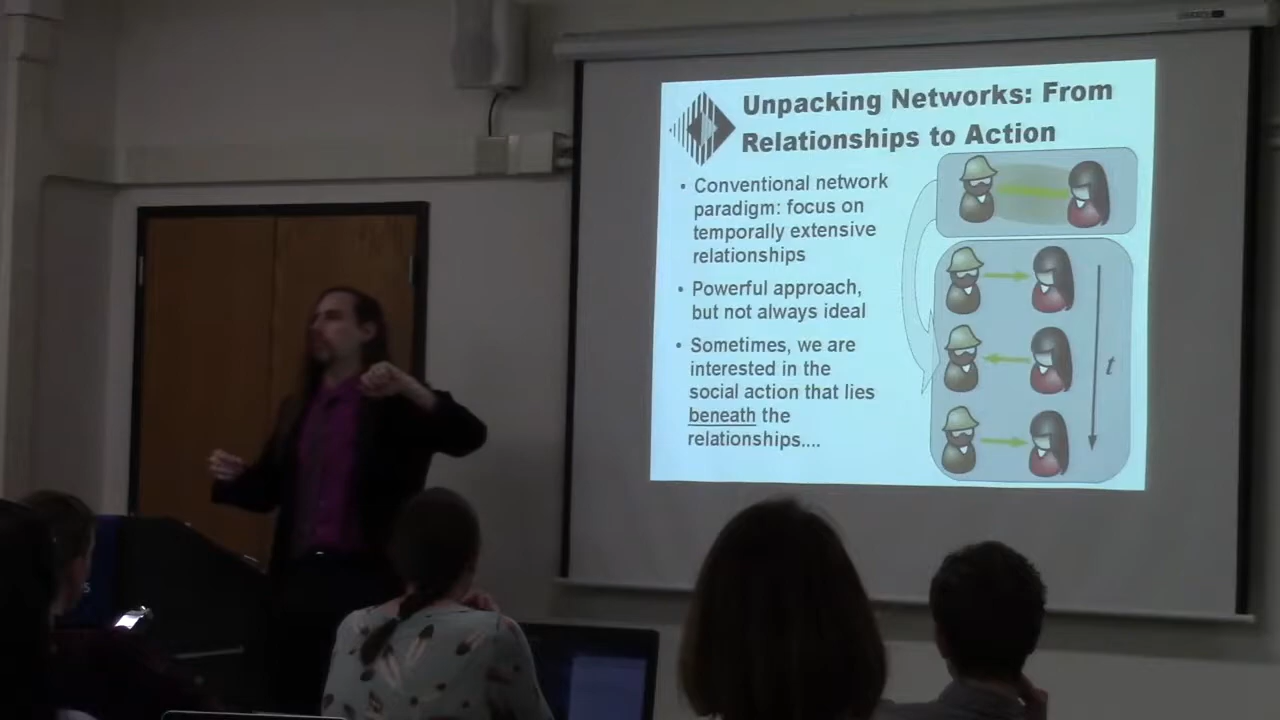 Unpacking Networks: From
Relationships to Action
• Conventional network
paradigm: focus on
temporally extensive
relationships
• Powerful approach,
but not always ideal
• Sometimes, we are
interested in the
social action that lies
beneath the
relationships....
t